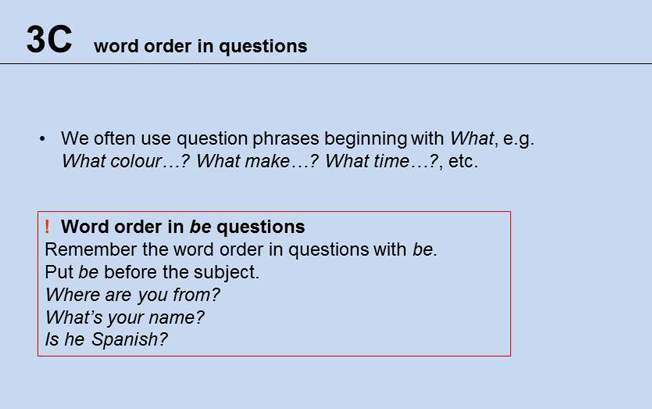 3C word order in questions
• We often use question phrases beginning with What, e.g.
What colour…? What make…? What time…?, etc.
! Word order in be questions
Remember the word order in questions with be.
Put be before the subject.
Where are you from?
What’s your name?
Is he Spanish?